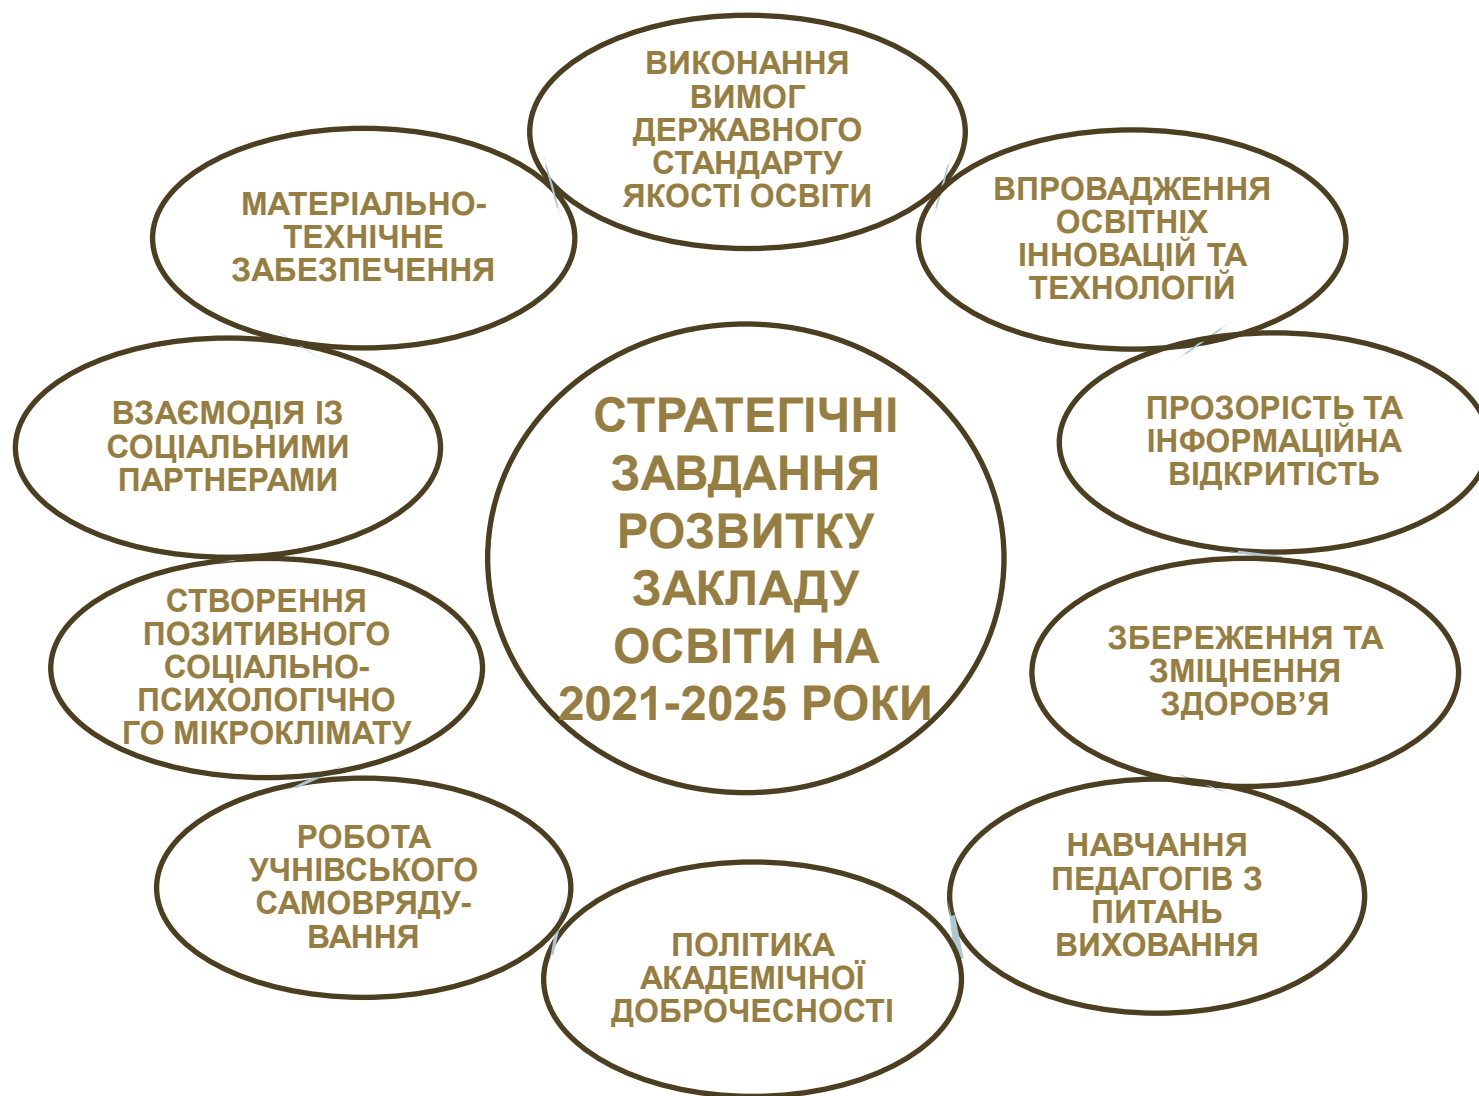 ВИКОНАННЯ
ВИМОГ
ДЕРЖАВНОГО
СТАНДАРТУ
ЯКОСТІ ОСВІТИ
ВПРОВАДЖЕННЯ
ОСВІТНІХ
ІННОВАЦІЙ ТА
ТЕХНОЛОГІЙ
ПРОЗОРІСТЬ ТА
ІНФОРМАЦІЙНА
ВІДКРИТІСТЬ
ЗБЕРЕЖЕННЯ ТА
ЗМІЦНЕННЯ
ЗДОРОВ’Я
НАВЧАННЯ
ПЕДАГОГІВ З
ПИТАНЬ
ВИХОВАННЯ
ПОЛІТИКА
АКАДЕМІЧНОЇ
ДОБРОЧЕСНОСТІ
РОБОТА
УЧНІВСЬКОГО
САМОВРЯДУ-
ВАННЯ
СТВОРЕННЯ
ПОЗИТИВНОГО
СОЦІАЛЬНО-
ПСИХОЛОГІЧНО
ГО МІКРОКЛІМАТУ
ВЗАЄМОДІЯ ІЗ
СОЦІАЛЬНИМИ
ПАРТНЕРАМИ
МАТЕРІАЛЬНО-
ТЕХНІЧНЕ
ЗАБЕЗПЕЧЕННЯ
СТРАТЕГІЧНІ
ЗАВДАННЯ
РОЗВИТКУ
ЗАКЛАДУ
ОСВІТИ НА
2021-2025 РОКИ